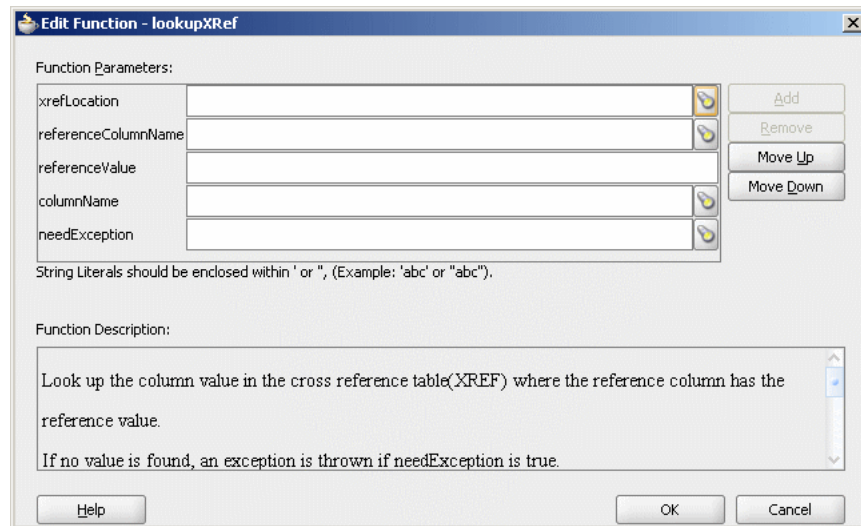 Edit Function - lookupXRef
Function Parameters:
xrefLocation
Add
referenceColumnName
Remove
referenceValue
Move Up
columnName
Move Down
needException
String Literals should be enclosed within ' or ", (Example: 'abc' or "abc").
Function Description:
Look up the column value in the cross reference table(XREF) where the reference column has the
reference value.
If no value is found, an exception is thrown if needException is true.
Help
OK
Cancel